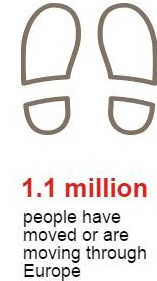 1.1 million
people have
moved or are
moving through
Europe